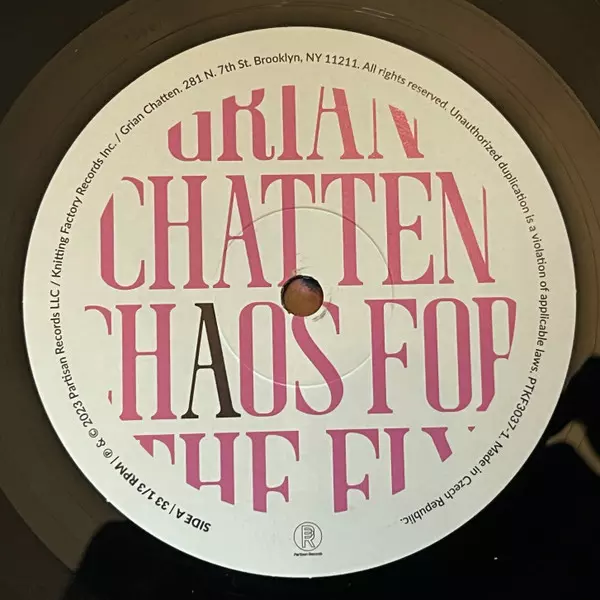 GRIAN
CHATTEN
CHAOS FOR
THE FLY
SIDE A | 33 1/3 RPM | ℗ & © 2023 Partisan Records LLC / Knitting Factory Records Inc. / Grian Chatten. 281 N. 7th St. Brooklyn, NY 11211. All rights reserved. Unauthorized duplication is a violation of applicable laws. PTKF3037-1. Made in Czech Republic.
Partisan Records